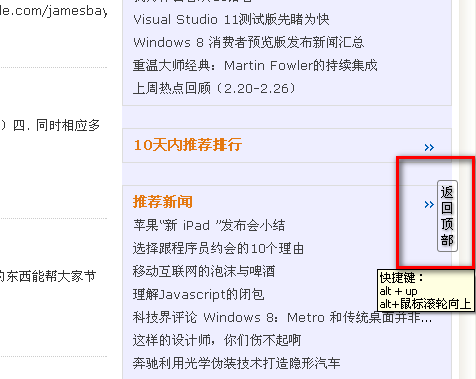 le.com/jamesbay
）四. 同时相应多
的东西能帮大家节
Visual Studio 11测试版先睹为快
Windows 8 消费者预览版发布新闻汇总
重温大师经典：Martin Fowler的持续集成
上周热点回顾（2.20-2.26）
10天内推荐排行
推荐新闻
苹果“新 iPad ”发布会小结
选择跟程序员约会的10个理由
移动互联网的泡沫与啤酒
理解Javascript的闭包
科技界评论 Windows 8：Metro 和传统桌面并非...
这样的设计师，你们伤不起啊
奔驰利用光学伪装技术打造隐形汽车
返
回
顶
部
快捷键：
alt + up
alt+鼠标滚轮向上